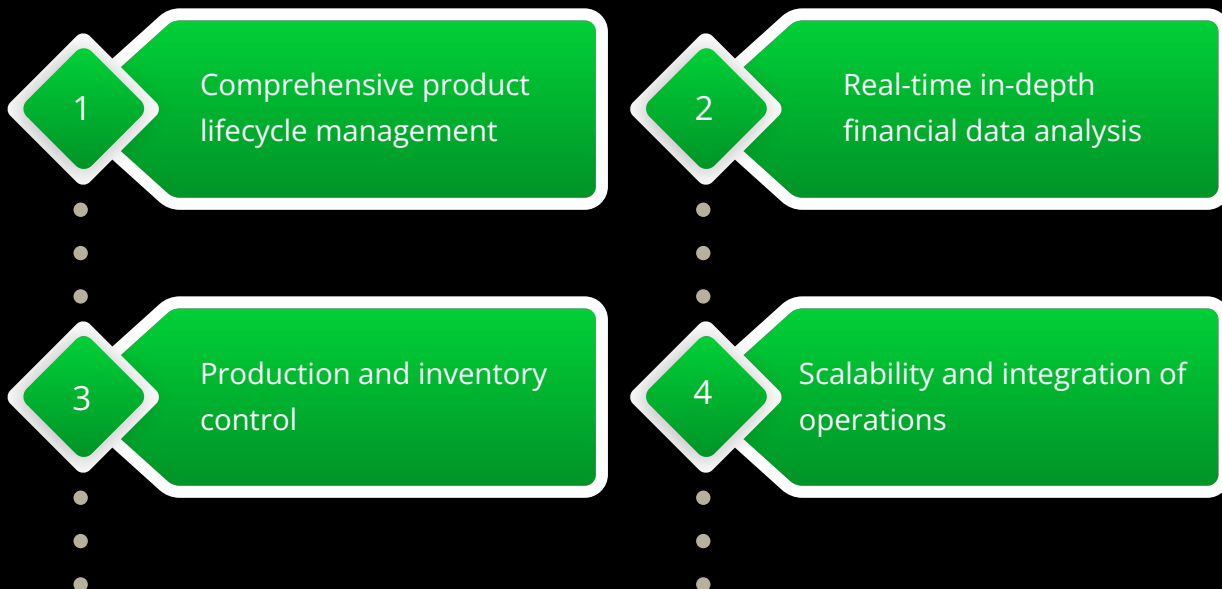 1
Comprehensive product
lifecycle management
2
Real-time in-depth
financial data analysis
3
Production and inventory
control
4
Scalability and integration of
operations